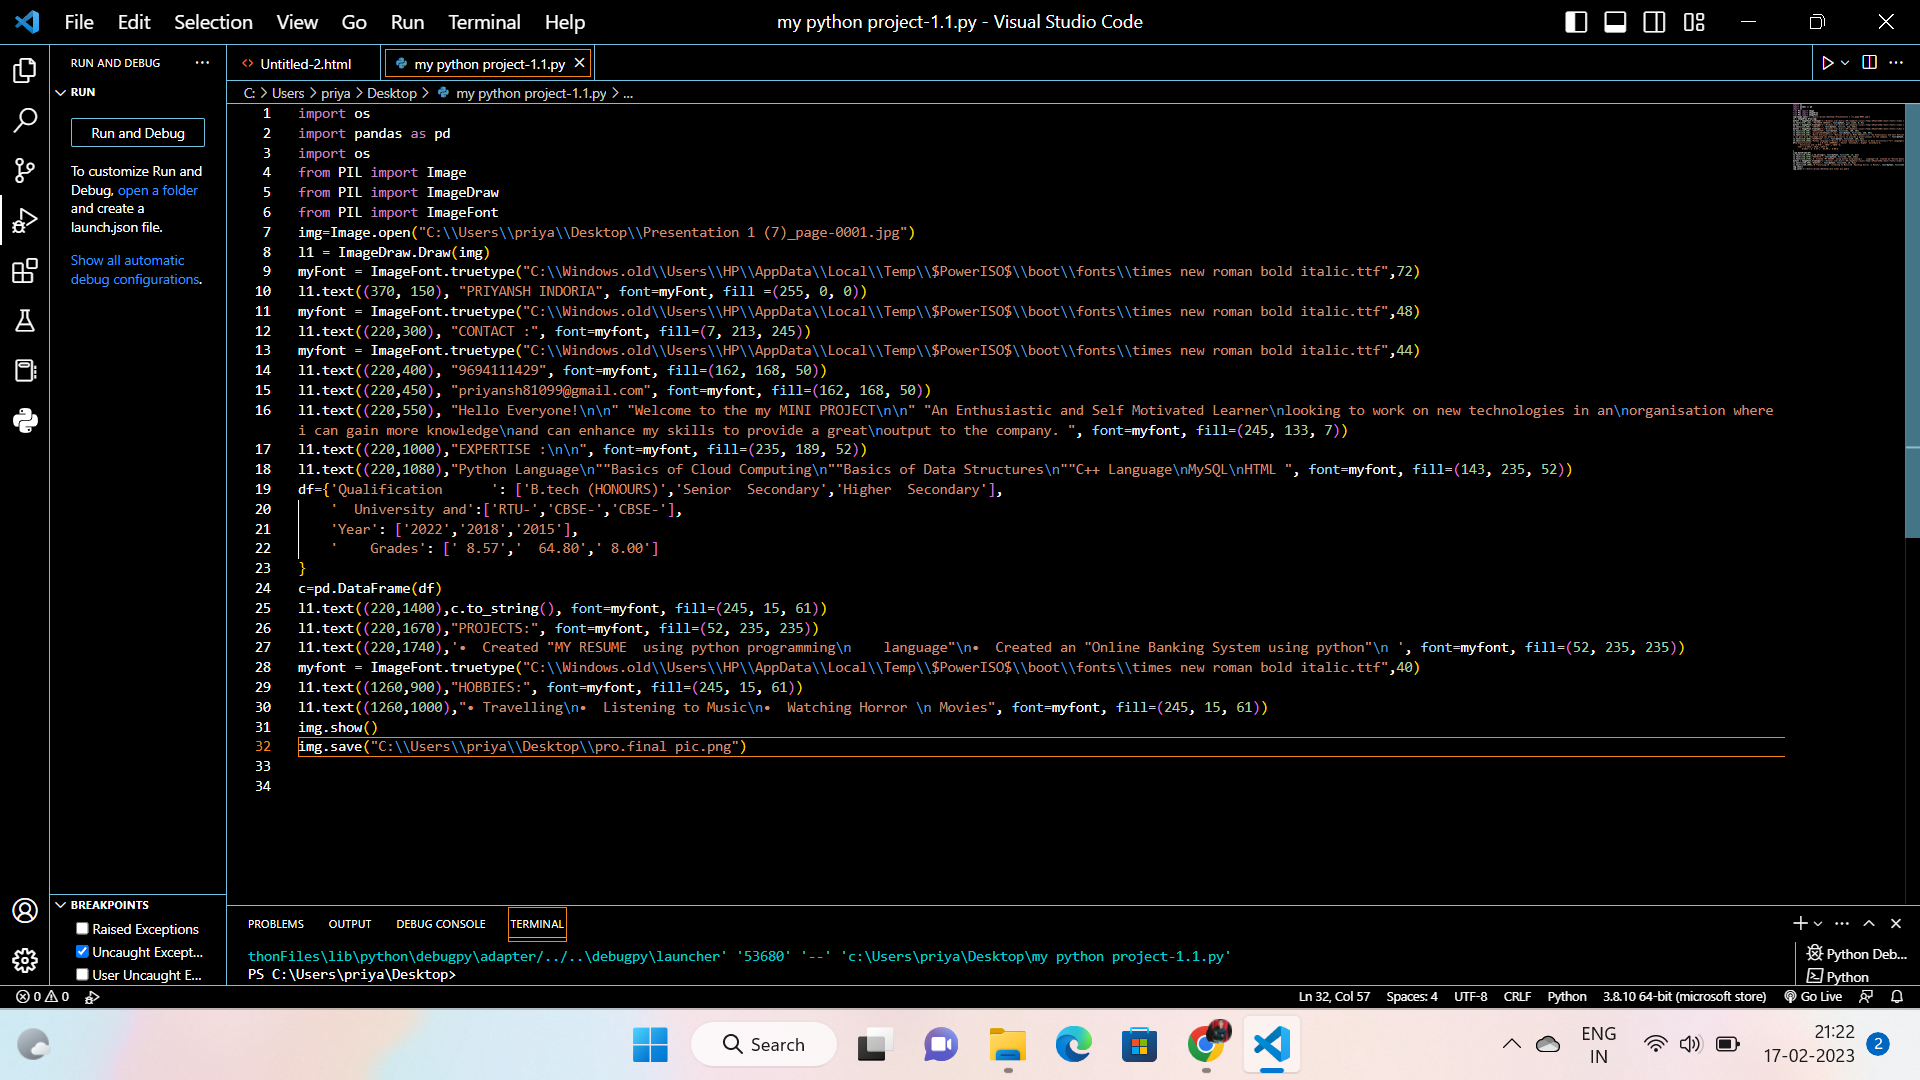 File Edit Selection View Go Run Terminal Help my python project-1.1.py - Visual Studio Code
RUN AND DEBUG ···
Untitled-2.html
my python project-1.1.py
RUN
C: > Users > priya > Desktop > my python project-1.1.py > ...
Run and Debug
To customize Run and
Debug, open a folder
and create a
launch.json file.
Show all automatic
debug configurations.
1 import os
2 import pandas as pd
3 import os
4 from PIL import Image
5 from PIL import ImageDraw
6 from PIL import ImageFont
7 img=Image.open("C:\\Users\\priya\\Desktop\\Presentation 1 (7)_page-0001.jpg")
8 l1 = ImageDraw.Draw(img)
9 myFont = ImageFont.truetype("C:\\Windows.old\\Users\\HP\\AppData\\Local\\Temp\\$PowerISO$\\boot\\fonts\\times new roman bold italic.ttf",72)
10 l1.text((370, 150), "PRIYANSH INDORIA", font=myFont, fill =(255, 0, 0))
11 myfont = ImageFont.truetype("C:\\Windows.old\\Users\\HP\\AppData\\Local\\Temp\\$PowerISO$\\boot\\fonts\\times new roman bold italic.ttf",48)
12 l1.text((220,300), "CONTACT :", font=myfont, fill=(7, 213, 245))
13 myfont = ImageFont.truetype("C:\\Windows.old\\Users\\HP\\AppData\\Local\\Temp\\$PowerISO$\\boot\\fonts\\times new roman bold italic.ttf",44)
14 l1.text((220,400), "9694111429", font=myfont, fill=(162, 168, 50))
15 l1.text((220,450), "priyansh81099@gmail.com", font=myfont, fill=(162, 168, 50))
16 l1.text((220,550), "Hello Everyone!\n\n" "Welcome to the my MINI PROJECT\n\n" "An Enthusiastic and Self Motivated Learner\nlooking to work on new technologies in an\norganisation where
i can gain more knowledge\nand can enhance my skills to provide a great\noutput to the company. ", font=myfont, fill=(245, 133, 7))
17 l1.text((220,1000),"EXPERTISE :\n\n", font=myfont, fill=(235, 189, 52))
18 l1.text((220,1080),"Python Language\n""Basics of Cloud Computing\n""Basics of Data Structures\n""C++ Language\nMySQL\nHTML ", font=myfont, fill=(143, 235, 52))
19 df={'Qualification      ': ['B.tech (HONOURS)','Senior  Secondary','Higher  Secondary'],
20     '  University and':['RTU-','CBSE-','CBSE-'],
21     'Year': ['2022','2018','2015'],
22     '    Grades': [' 8.57','  64.80',' 8.00']
23 }
24 c=pd.DataFrame(df)
25 l1.text((220,1400),c.to_string(), font=myfont, fill=(245, 15, 61))
26 l1.text((220,1670),"PROJECTS:", font=myfont, fill=(52, 235, 235))
27 l1.text((220,1740),'•  Created "MY RESUME  using python programming\n    language"\n•  Created an "Online Banking System using python"\n ', font=myfont, fill=(52, 235, 235))
28 myfont = ImageFont.truetype("C:\\Windows.old\\Users\\HP\\AppData\\Local\\Temp\\$PowerISO$\\boot\\fonts\\times new roman bold italic.ttf",40)
29 l1.text((1260,900),"HOBBIES:", font=myfont, fill=(245, 15, 61))
30 l1.text((1260,1000),"• Travelling\n•  Listening to Music\n•  Watching Horror \n Movies", font=myfont, fill=(245, 15, 61))
31 img.show()
32 img.save("C:\\Users\\priya\\Desktop\\pro.final pic.png")
33
34
BREAKPOINTS
Raised Exceptions
Uncaught Except...
User Uncaught E...
PROBLEMS OUTPUT DEBUG CONSOLE TERMINAL
thonFiles\lib\python\debugpy\adapter/../..\debugpy\launcher' '53680' '--' 'c:\Users\priya\Desktop\my python project-1.1.py'
PS C:\Users\priya\Desktop>
Python Deb...
Python
0 0
Ln 32, Col 57 Spaces: 4 UTF-8 CRLF Python 3.8.10 64-bit (microsoft store) Go Live
Search
ENG
IN
21:22
17-02-2023
2